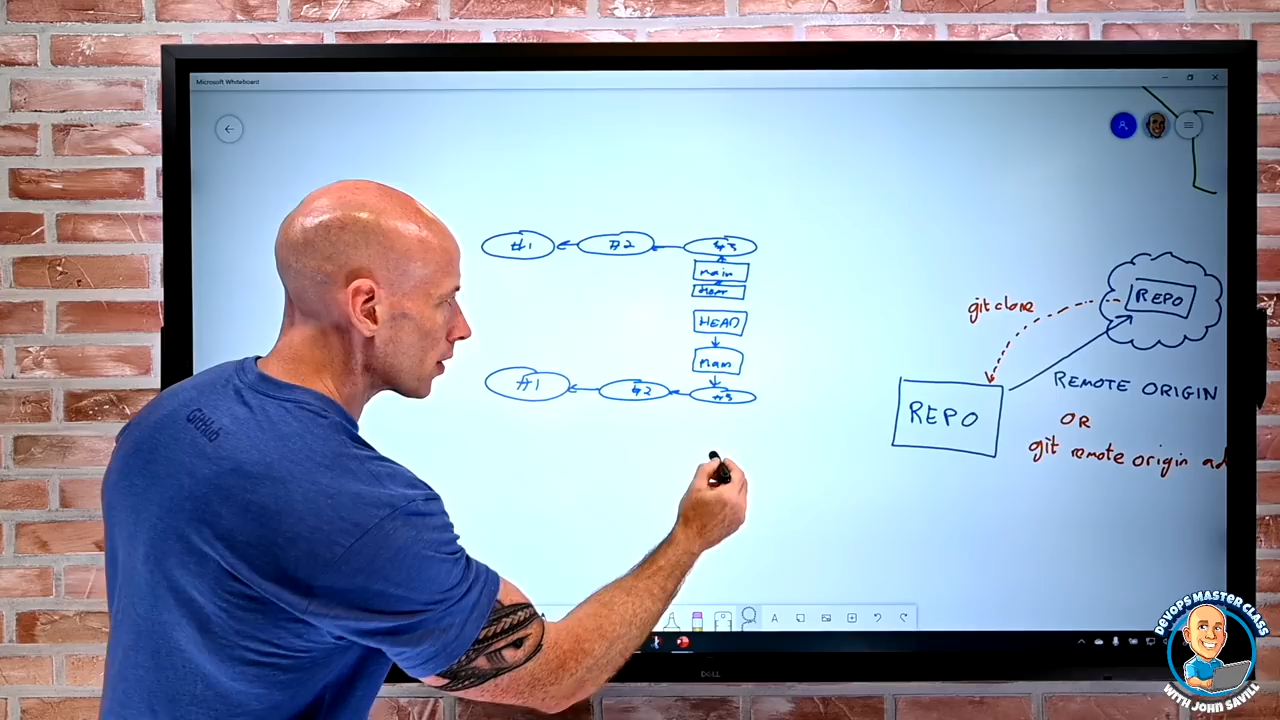 Microsoft Whiteboard
#1
#2
#3
main
HEAD
main
#1
#2
#3
git clone
REPO
REPO
REMOTE ORIGIN
OR
git remote origin ad
GitHub
A
DELL
DEVOPS MASTER CLASS
WITH JOHN SAVILL